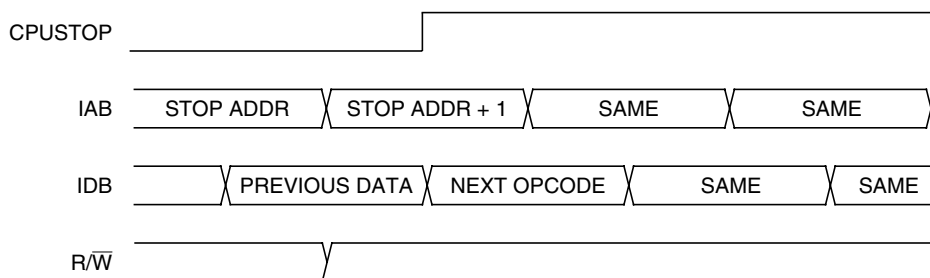 CPUSTOP
IAB STOP ADDR STOP ADDR + 1 SAME SAME
IDB PREVIOUS DATA NEXT OPCODE SAME SAME
R/W̅